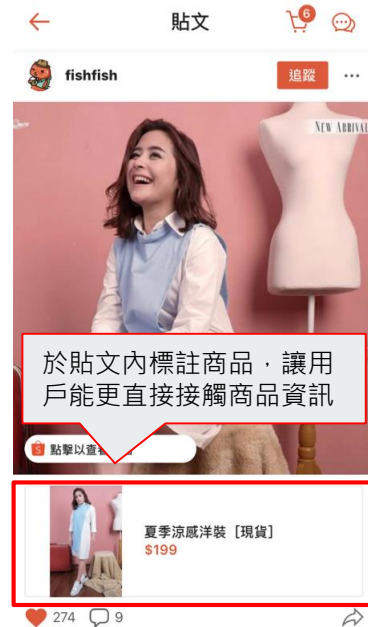 貼文
6
fishfish
追蹤
NEW ARRIVAL
於貼文內標註商品，讓用
戶能更直接接觸商品資訊
點擊以查看
夏季涼感洋裝［現貨］
$199
274
9